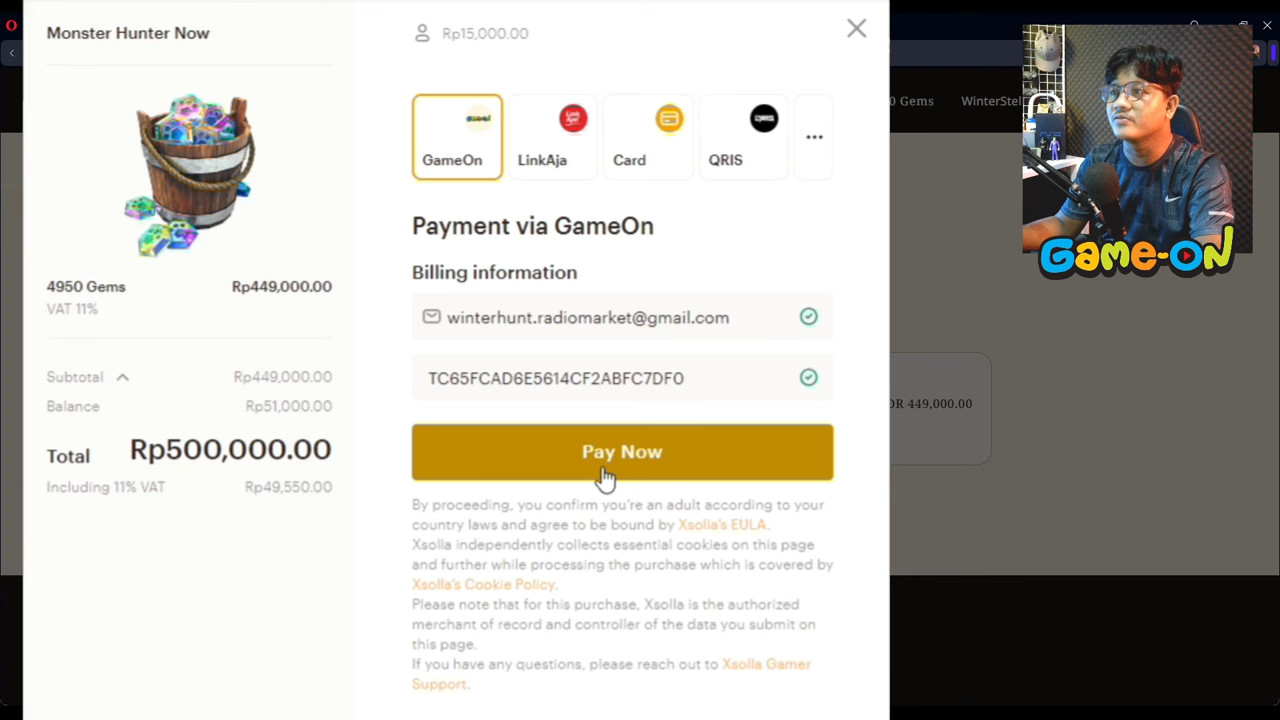 Monster Hunter Now
4950 Gems Rp449,000.00
VAT 11%
Subtotal Rp449,000.00
Balance Rp51,000.00
Total Rp500,000.00
Including 11% VAT Rp49,550.00
Rp15,000.00
GameOn LinkAja Card QRIS
Payment via GameOn
Billing information
winterhunt.radiomarket@gmail.com
TC65FCAD6E5614CF2ABFC7DF0
Pay Now
By proceeding, you confirm you're an adult according to your
country laws and agree to be bound by Xsolla's EULA.
Xsolla independently collects essential cookies on this page
and further while processing the purchase which is covered by
Xsolla's Cookie Policy.
Please note that for this purchase, Xsolla is the authorized
merchant of record and controller of the data you submit on
this page.
If you have any questions, please reach out to Xsolla Gamer
Support.
0 Gems WinterStel
GAME-ON
OR 449,000.00